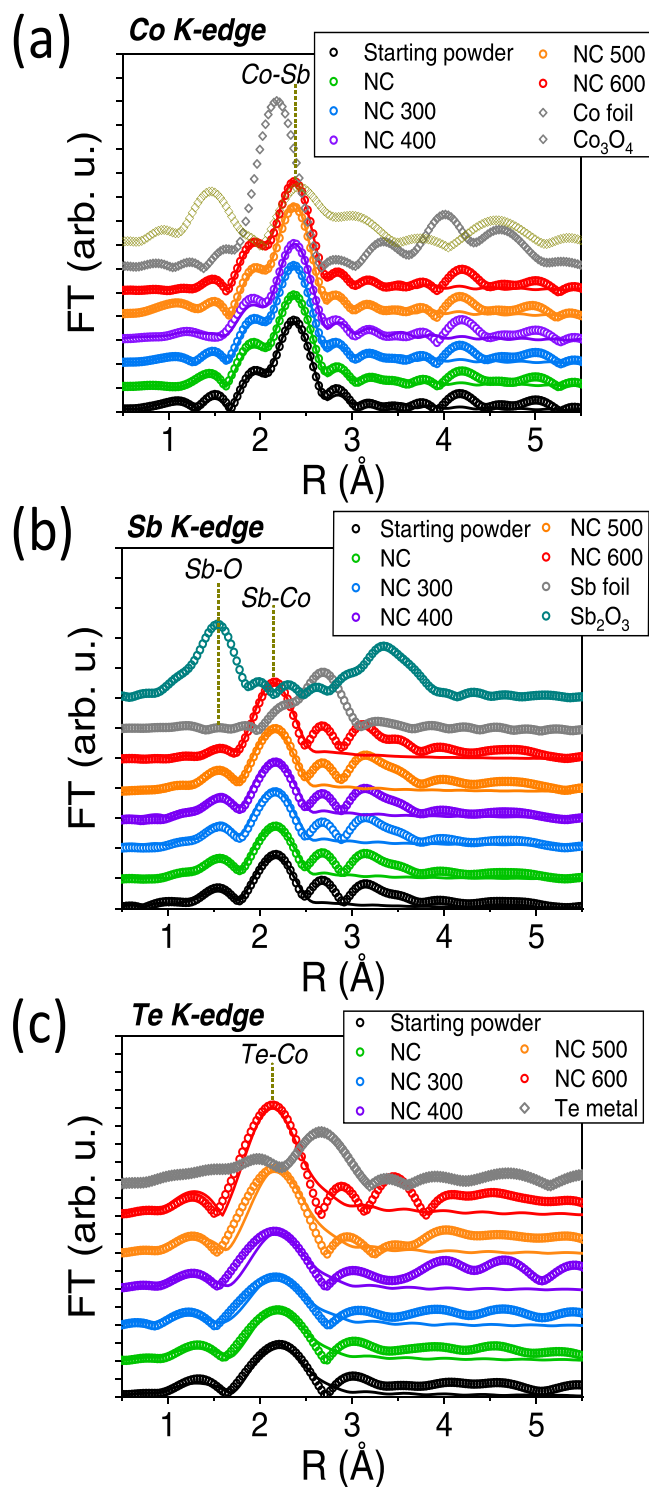 (a)
Co K-edge
Co-Sb
Starting powder
NC
NC 300
NC 400
NC 500
NC 600
Co foil
Co3O4
FT (arb. u.)
1 2 3 4 5
R (Å)
(b)
Sb K-edge
Sb-O
Sb-Co
Starting powder
NC
NC 300
NC 400
NC 500
NC 600
Sb foil
Sb2O3
FT (arb. u.)
1 2 3 4 5
R (Å)
(c)
Te K-edge
Te-Co
Starting powder
NC
NC 300
NC 400
NC 500
NC 600
Te metal
FT (arb. u.)
1 2 3 4 5
R (Å)